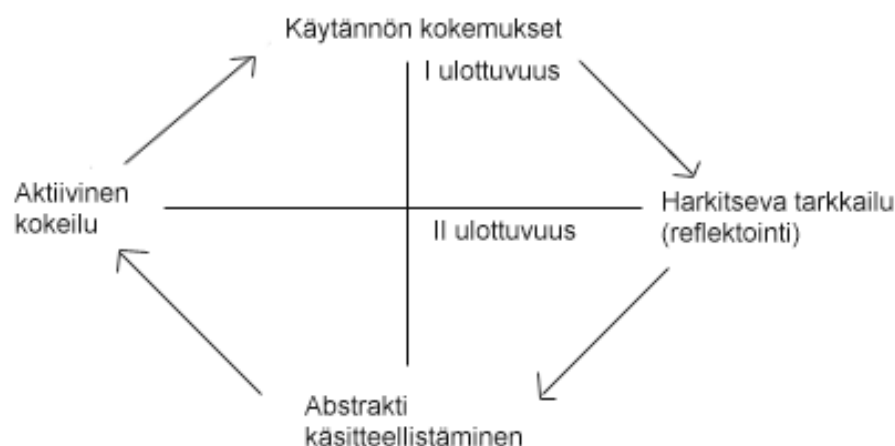 Käytännön kokemukset
I ulottuvuus
Aktiivinen
kokeilu
Harkitseva tarkkailu
(reflektointi)
II ulottuvuus
Abstrakti
käsitteellistäminen